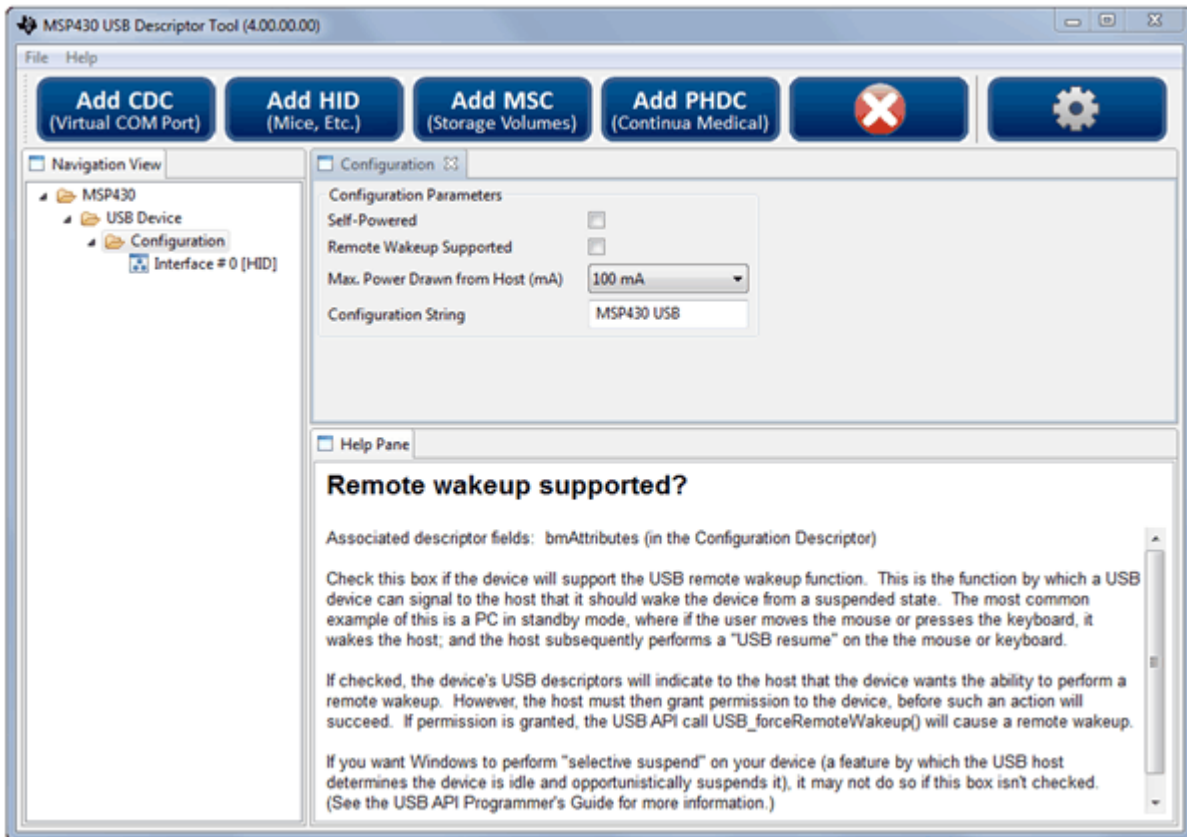 MSP430 USB Descriptor Tool (4.00.00.00)
File Help
Add CDC
(Virtual COM Port)
Add HID
(Mice, Etc.)
Add MSC
(Storage Volumes)
Add PHDC
(Continua Medical)
Navigation View
MSP430
USB Device
Configuration
Interface # 0 [HID]
Configuration
Configuration Parameters
Self-Powered
Remote Wakeup Supported
Max. Power Drawn from Host (mA)
100 mA
Configuration String
MSP430 USB
Help Pane
Remote wakeup supported?
Associated descriptor fields: bmAttributes (in the Configuration Descriptor)
Check this box if the device will support the USB remote wakeup function. This is the function by which a USB
device can signal to the host that it should wake the device from a suspended state. The most common
example of this is a PC in standby mode, where if the user moves the mouse or presses the keyboard, it
wakes the host; and the host subsequently performs a "USB resume" on the the mouse or keyboard.
If checked, the device's USB descriptors will indicate to the host that the device wants the ability to perform a
remote wakeup. However, the host must then grant permission to the device, before such an action will
succeed. If permission is granted, the USB API call USB_forceRemoteWakeup() will cause a remote wakeup.
If you want Windows to perform "selective suspend" on your device (a feature by which the USB host
determines the device is idle and opportunistically suspends it), it may not do so if this box isn't checked.
(See the USB API Programmer's Guide for more information.)